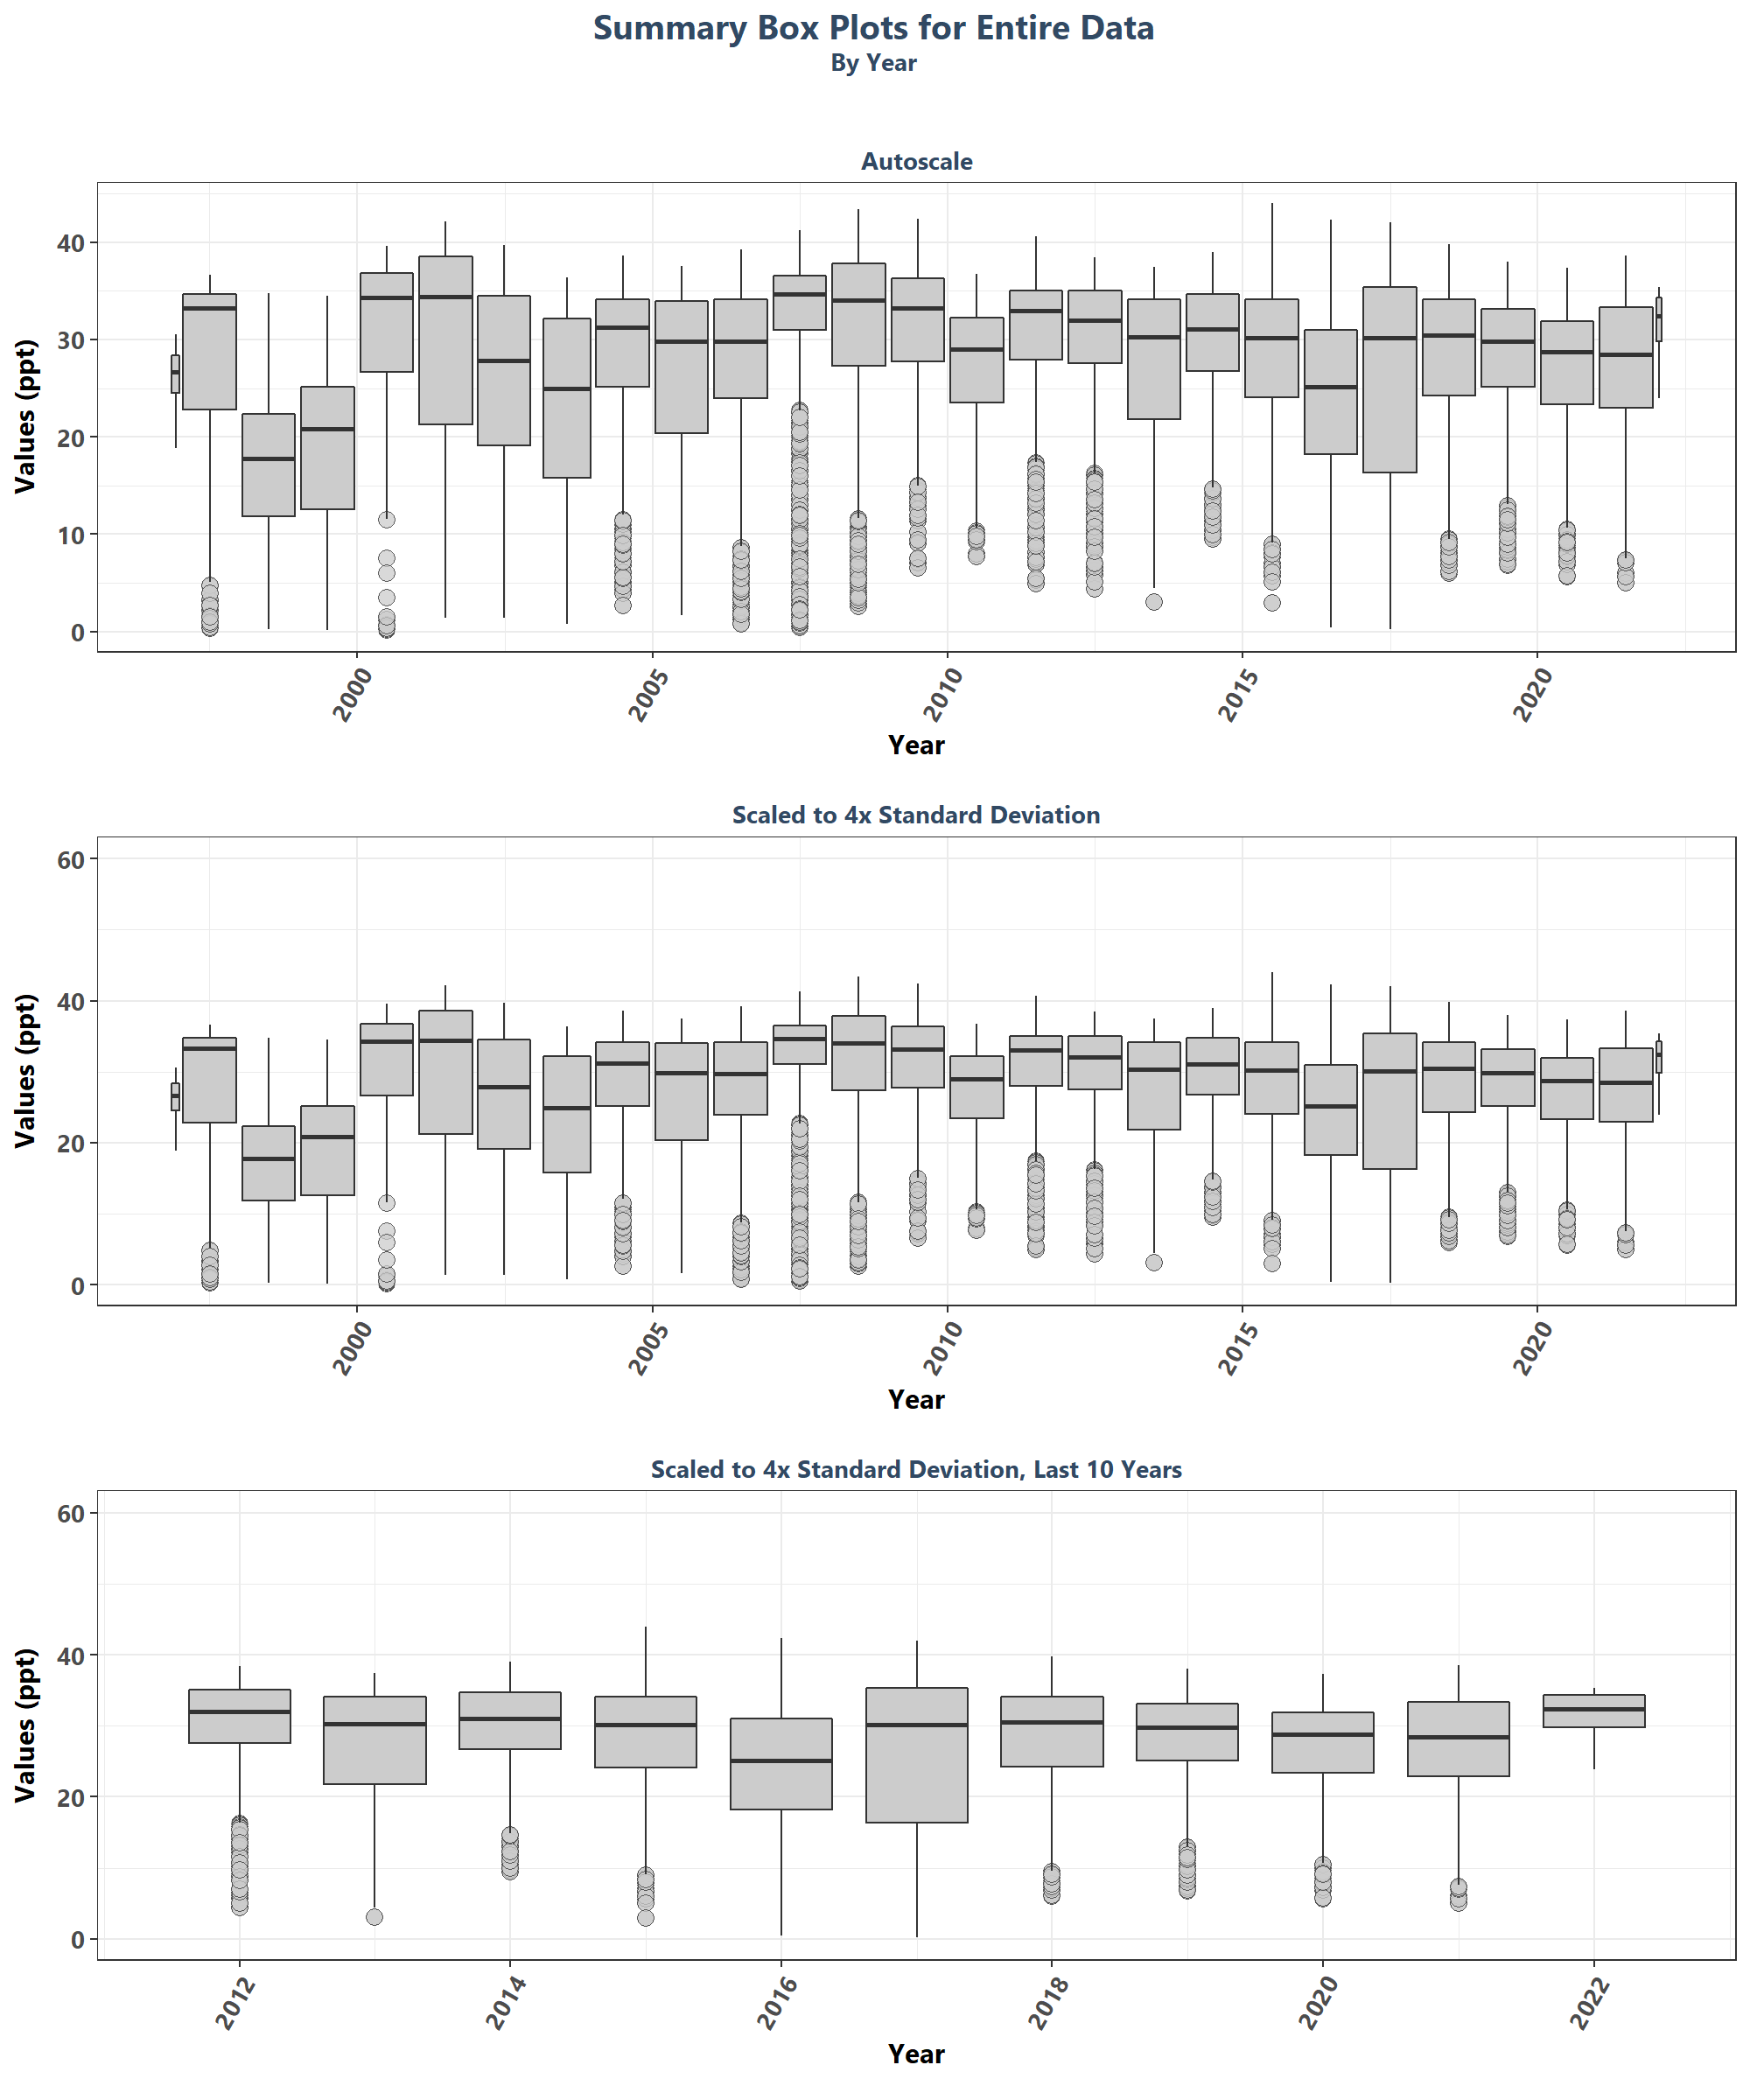 Summary Box Plots for Entire Data
By Year
Autoscale
Values (ppt)
40
30
20
10
0
2000 2005 2010 2015 2020
Year
Scaled to 4x Standard Deviation
Values (ppt)
60
40
20
0
2000 2005 2010 2015 2020
Year
Scaled to 4x Standard Deviation, Last 10 Years
Values (ppt)
60
40
20
0
2012 2014 2016 2018 2020 2022
Year